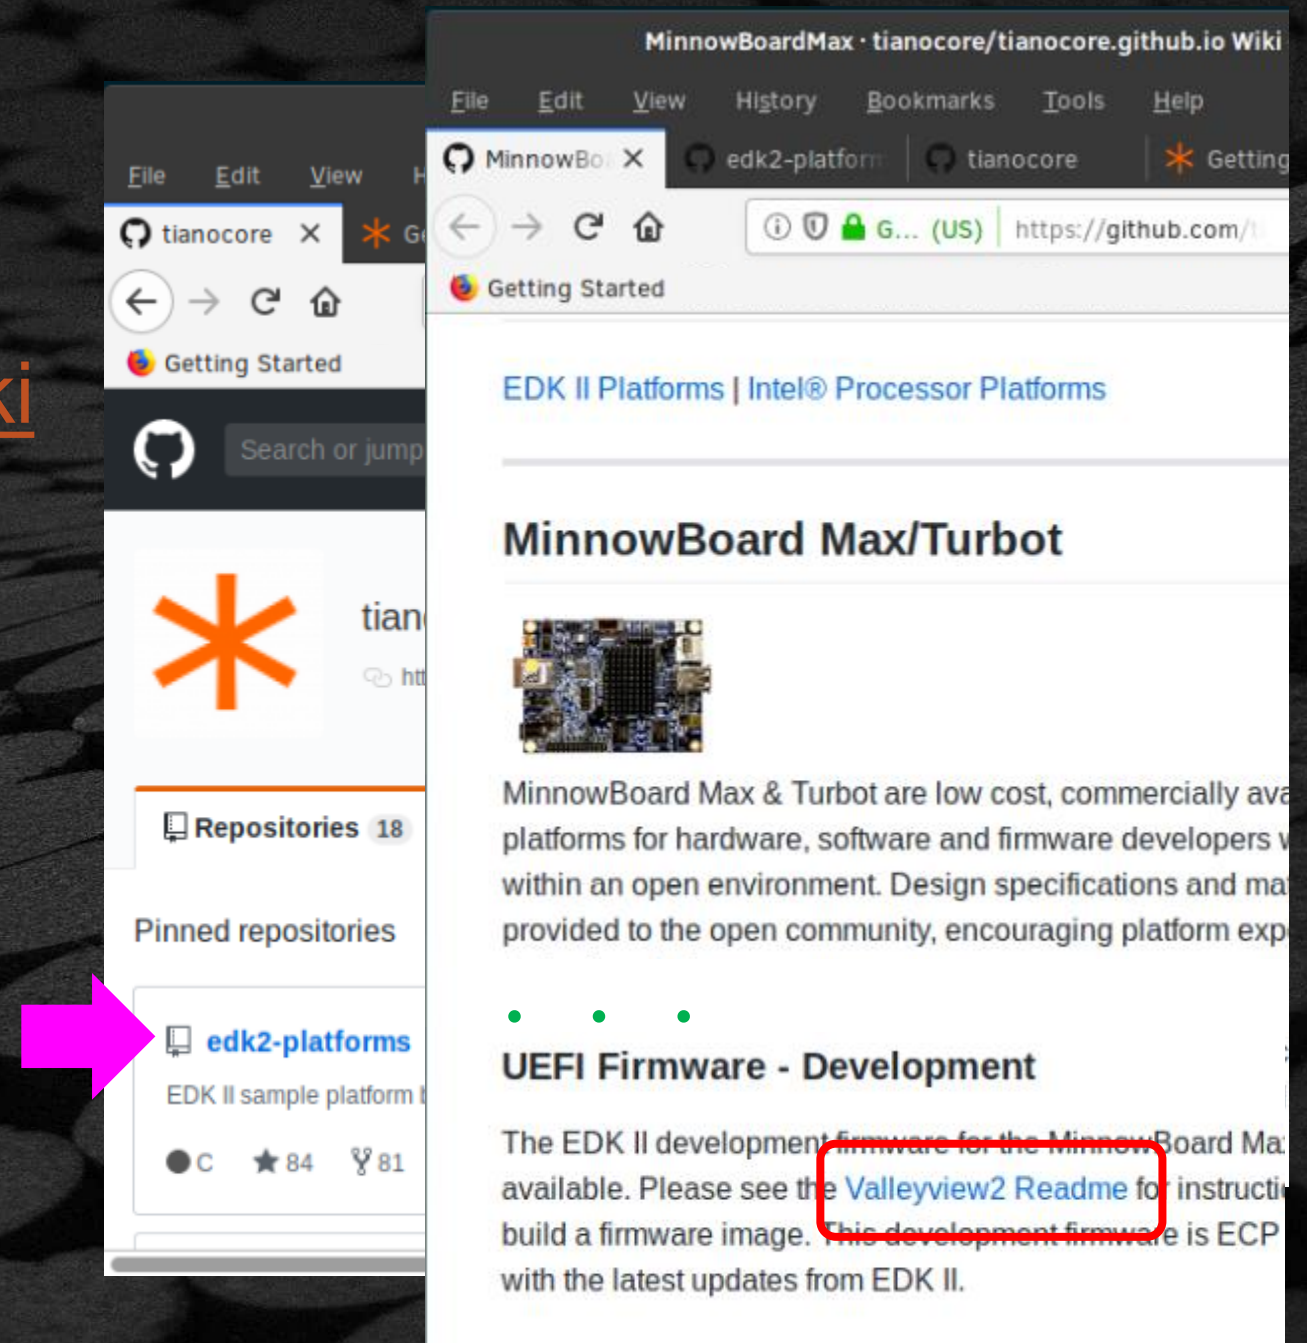 ki
File Edit View H
tianocore
Getting Started
Search or jump
tian
htt
Repositories 18
Pinned repositories
edk2-platforms
EDK II sample platform b
C 84 81
MinnowBoardMax · tianocore/tianocore.github.io Wiki
File Edit View History Bookmarks Tools Help
MinnowBo edk2-platform tianocore Getting
G... (US) https://github.com/t
Getting Started
EDK II Platforms | Intel® Processor Platforms
MinnowBoard Max/Turbot
MinnowBoard Max & Turbot are low cost, commercially ava
platforms for hardware, software and firmware developers w
within an open environment. Design specifications and mat
provided to the open community, encouraging platform exp
. . .
UEFI Firmware - Development
The EDK II development firmware for the MinnowBoard Ma
available. Please see the Valleyview2 Readme for instructi
build a firmware image. This development firmware is ECP
with the latest updates from EDK II.